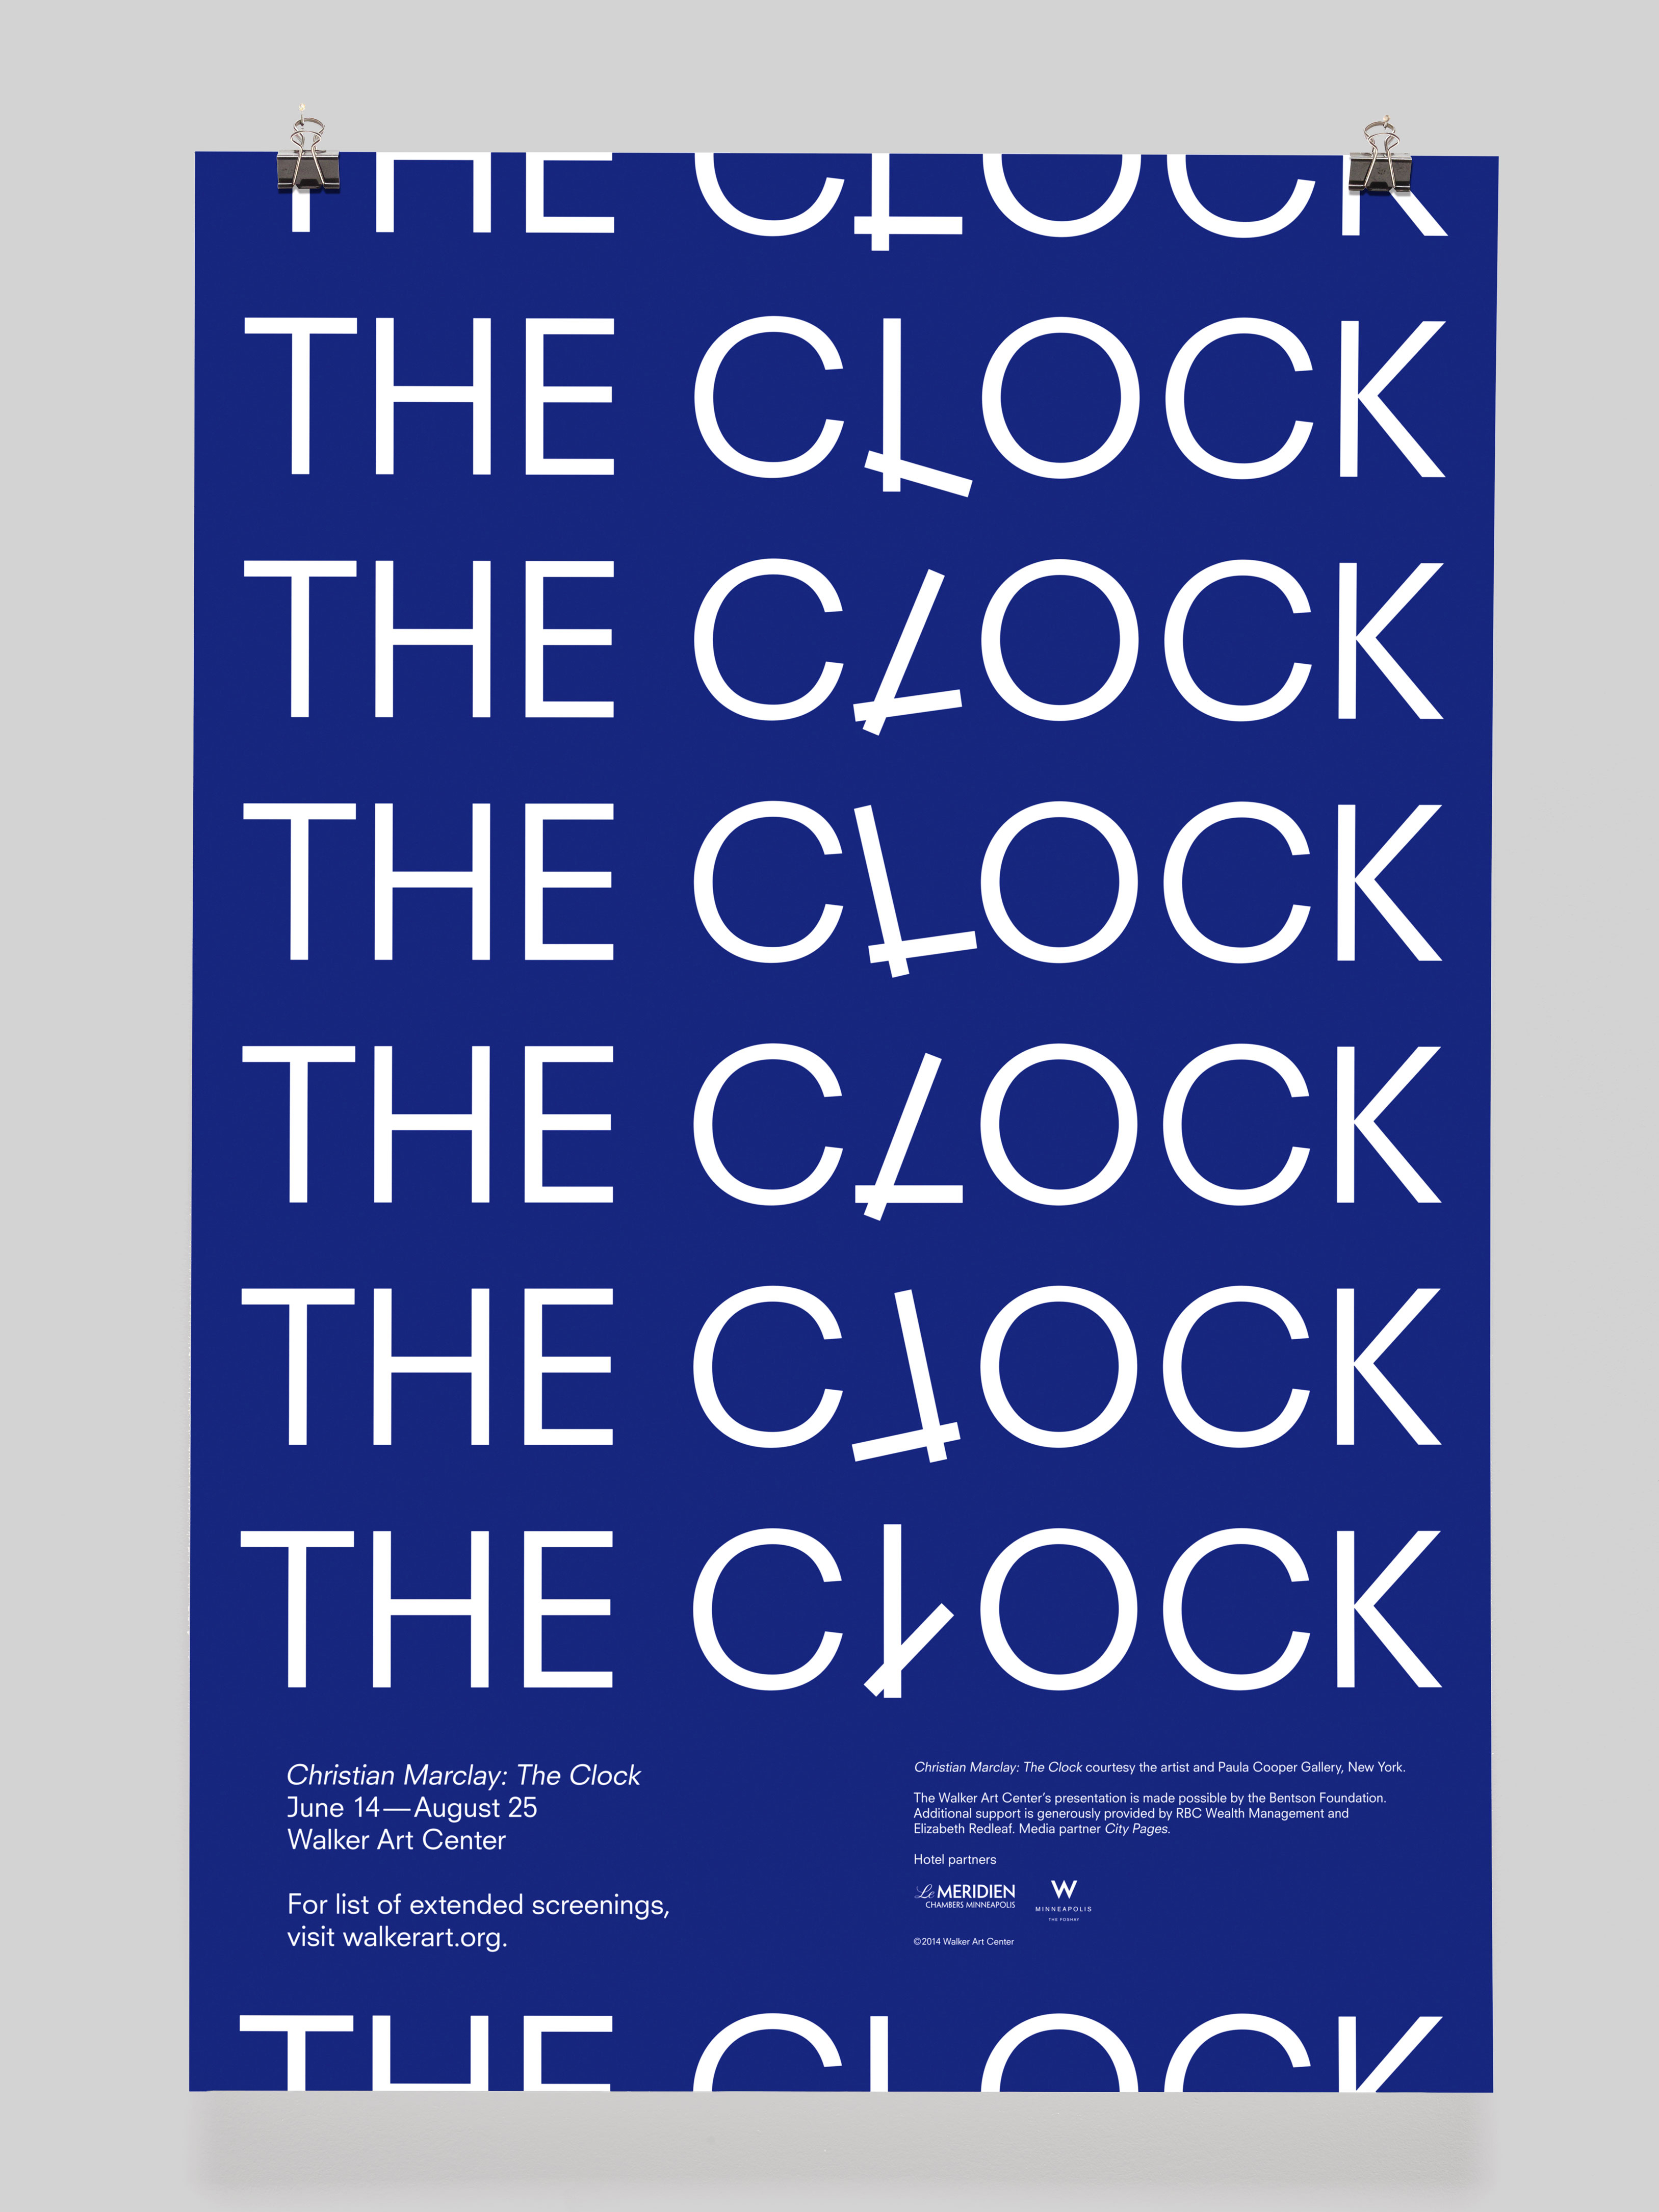 THE CLOCK
THE CLOCK
THE CLOCK
THE CLOCK
THE CLOCK
THE CLOCK
THE CLOCK
Christian Marclay: The Clock
June 14—August 25
Walker Art Center
For list of extended screenings,
visit walkerart.org.
Christian Marclay: The Clock courtesy the artist and Paula Cooper Gallery, New York.
The Walker Art Center’s presentation is made possible by the Bentson Foundation.
Additional support is generously provided by RBC Wealth Management and
Elizabeth Redleaf. Media partner City Pages.
Hotel partners
Le MERIDIEN
CHAMBERS MINNEAPOLIS
W
MINNEAPOLIS
THE FOSHAY
©2014 Walker Art Center
THE CLOCK